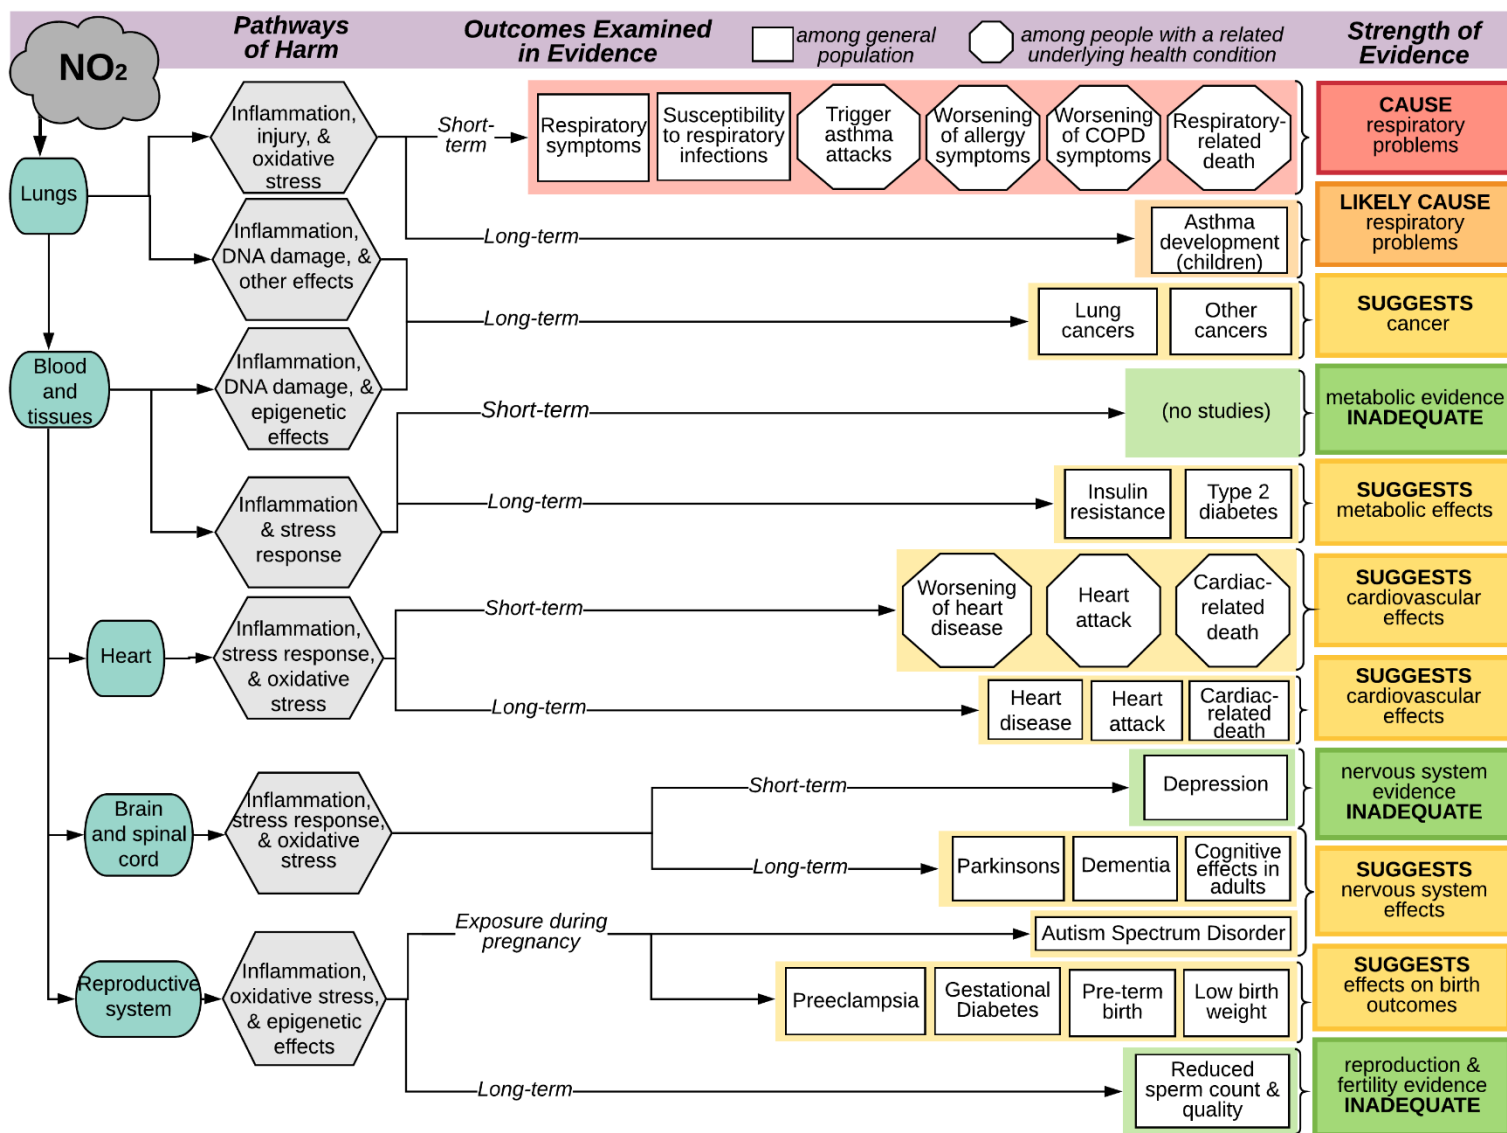 NO2
Pathways
of Harm
Outcomes Examined
in Evidence
among general
population
among people with a related
underlying health condition
Strength of
Evidence
Lungs
Inflammation,
injury, &
oxidative
stress
Short-
term
Respiratory
symptoms
Susceptibility
to respiratory
infections
Trigger
asthma
attacks
Worsening
of allergy
symptoms
Worsening
of COPD
symptoms
Respiratory-
related
death
CAUSE
respiratory
problems
Inflammation,
DNA damage, &
other effects
Long-term
Asthma
development
(children)
LIKELY CAUSE
respiratory
problems
Long-term
Lung
cancers
Other
cancers
SUGGESTS
cancer
Blood
and
tissues
Inflammation,
DNA damage, &
epigenetic
effects
Short-term
(no studies)
metabolic evidence
INADEQUATE
Inflammation
& stress
response
Long-term
Insulin
resistance
Type 2
diabetes
SUGGESTS
metabolic effects
Heart
Inflammation,
stress response,
& oxidative
stress
Short-term
Worsening
of heart
disease
Heart
attack
Cardiac-
related
death
SUGGESTS
cardiovascular
effects
Long-term
Heart
disease
Heart
attack
Cardiac-
related
death
SUGGESTS
cardiovascular
effects
Brain
and spinal
cord
Inflammation,
stress response,
& oxidative
stress
Short-term
Depression
nervous system
evidence
INADEQUATE
Long-term
Parkinsons
Dementia
Cognitive
effects in
adults
SUGGESTS
nervous system
effects
Reproductive
system
Inflammation,
oxidative stress,
& epigenetic
effects
Exposure during
pregnancy
Autism Spectrum Disorder
Preeclampsia
Gestational
Diabetes
Pre-term
birth
Low birth
weight
SUGGESTS
effects on birth
outcomes
Long-term
Reduced
sperm count &
quality
reproduction &
fertility evidence
INADEQUATE